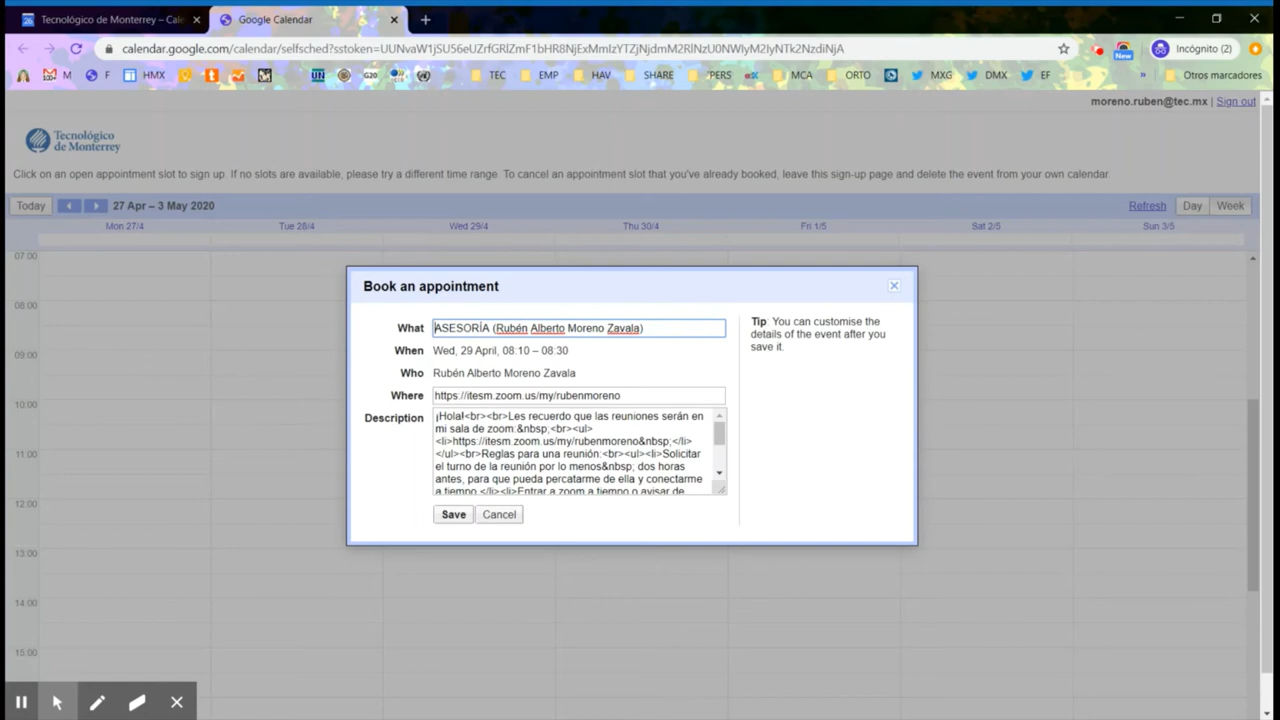 Tecnológico de Monterrey – Cale
Google Calendar
calendar.google.com/calendar/selfsched?sstoken=
Incógnito (2)
M
F
HMX
UN
G20
TEC
EMP
HAV
SHARE
PERS
MCA
ORTO
MXG
DMX
EF
»
Otros marcadores
New
moreno.ruben@tec.mx | Sign out
Tecnológico
de Monterrey
Click on an open appointment slot to sign up. If no slots are available, please try a different time range. To cancel an appointment slot that you've already booked, leave this sign-up page and delete the event from your own calendar.
Today
27 Apr – 3 May 2020
Refresh
Day
Week
Mon 27/4
Tue 28/4
Wed 29/4
Thu 30/4
Fri 1/5
Sat 2/5
Sun 3/5
07:00
08:00
09:00
10:00
11:00
12:00
13:00
14:00
15:00
Book an appointment
What ASESORÍA (Rubén Alberto Moreno Zavala)
When Wed, 29 April, 08:10 – 08:30
Who Rubén Alberto Moreno Zavala
Where https://itesm.zoom.us/my/rubenmoreno
Description ¡Hola!<br><br>Les recuerdo que las reuniones serán en
mi sala de zoom:&nbsp;<br><ul>
<li>https://itesm.zoom.us/my/rubenmoreno&nbsp;</li>
</ul><br>Reglas para una reunión:<br><ul><li>Solicitar
el turno de la reunión por lo menos&nbsp; dos horas
antes, para que pueda percatarme de ella y conectarme
a tiempo.</li><li>Entrar a zoom a tiempo o avisar de
Save
Cancel
Tip: You can customise the
details of the event after you
save it.